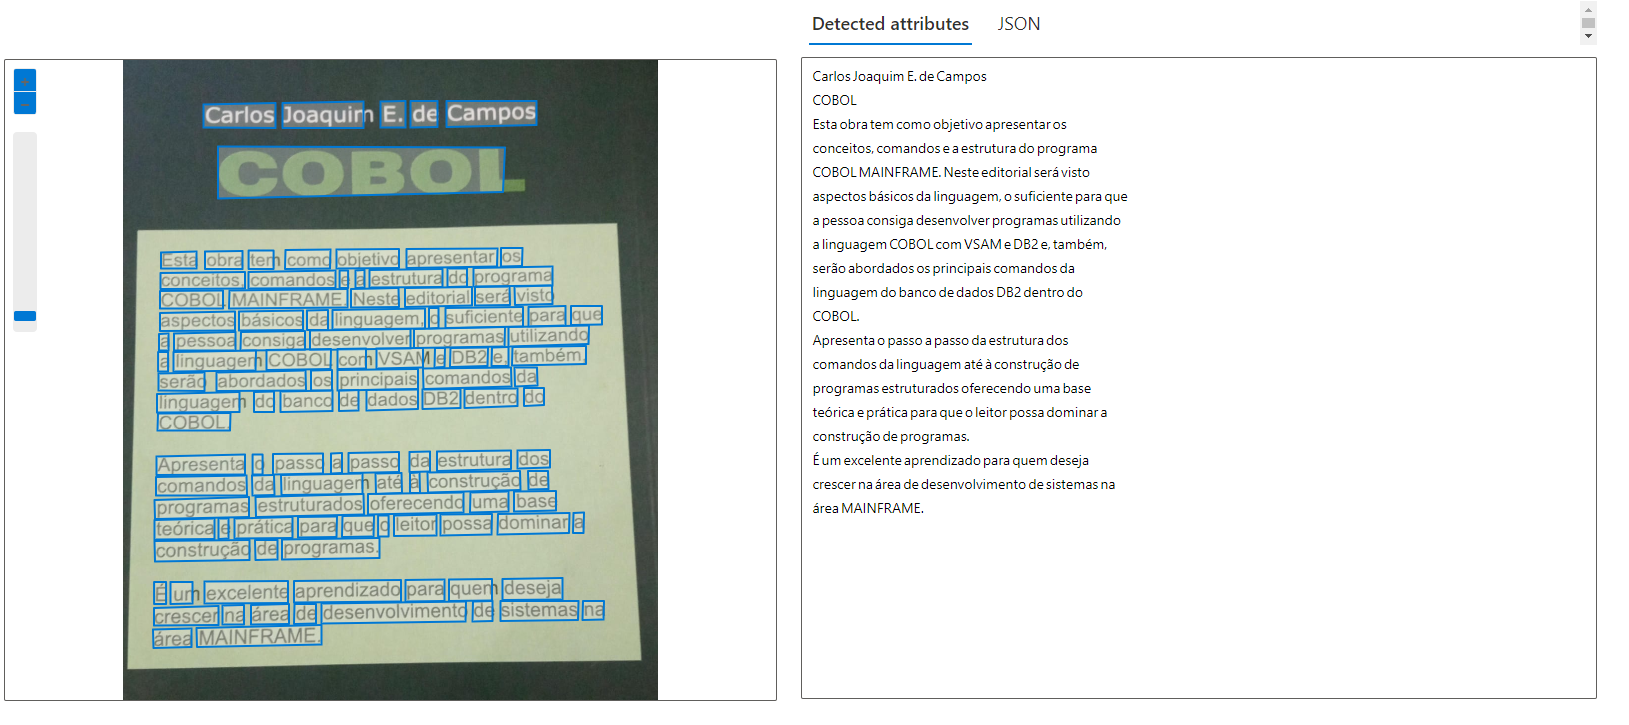 Detected attributes
JSON
Carlos Joaquim E. de Campos
COBOL
Esta obra tem como objetivo apresentar os
conceitos, comandos e a estrutura do programa
COBOL MAINFRAME. Neste editorial será visto
aspectos básicos da linguagem, o suficiente para que
a pessoa consiga desenvolver programas utilizando
a linguagem COBOL com VSAM e DB2 e, também,
serão abordados os principais comandos da
linguagem do banco de dados DB2 dentro do
COBOL.
Apresenta o passo a passo da estrutura dos
comandos da linguagem até à construção de
programas estruturados oferecendo uma base
teórica e prática para que o leitor possa dominar a
construção de programas.
É um excelente aprendizado para quem deseja
crescer na área de desenvolvimento de sistemas na
área MAINFRAME.
Carlos Joaquim E. de Campos
COBOL
Esta obra tem como objetivo apresentar os
conceitos, comandos e a estrutura do programa
COBOL MAINFRAME. Neste editorial será visto
aspectos básicos da linguagem, o suficiente para que
a pessoa consiga desenvolver programas utilizando
a linguagem COBOL com VSAM e DB2 e, também,
serão abordados os principais comandos da
linguagem do banco de dados DB2 dentro do
COBOL.
Apresenta o passo a passo da estrutura dos
comandos da linguagem até à construção de
programas estruturados oferecendo uma base
teórica e prática para que o leitor possa dominar a
construção de programas.
É um excelente aprendizado para quem deseja
crescer na área de desenvolvimento de sistemas na
área MAINFRAME.